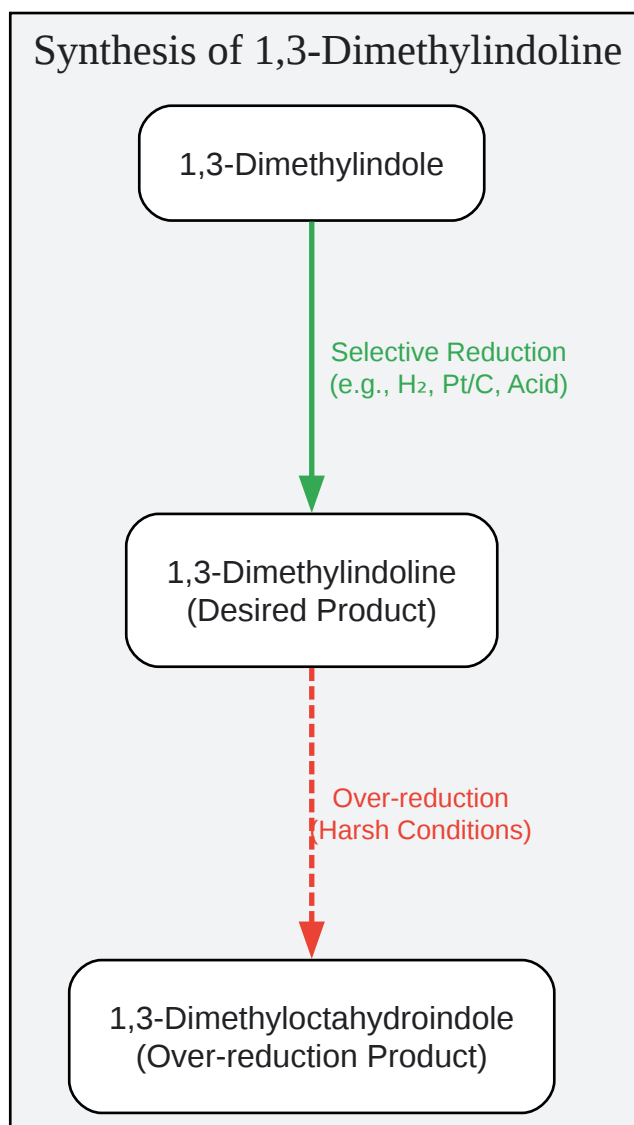 Synthesis of 1,3-Dimethylindoline
1,3-Dimethylindole
Selective Reduction
(e.g., H₂, Pt/C, Acid)
1,3-Dimethylindoline
(Desired Product)
Over-reduction
(Harsh Conditions)
1,3-Dimethyloctahydroindole
(Over-reduction Product)